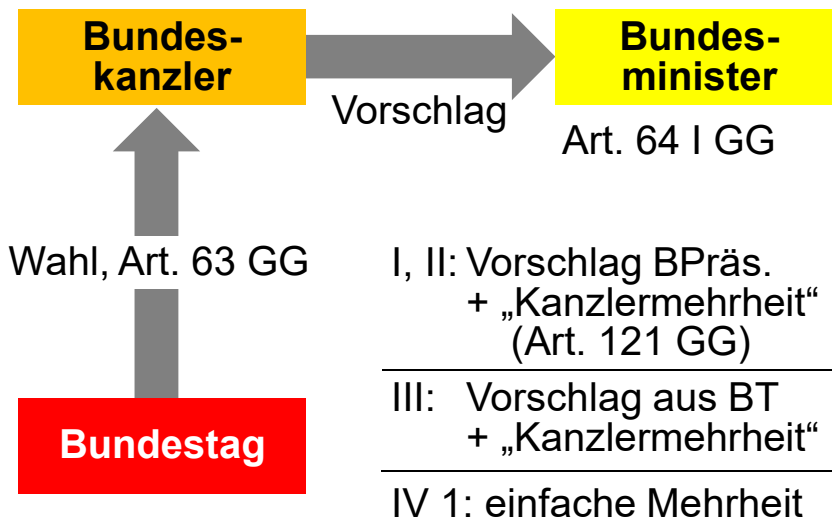 Bundes-
kanzler
Vorschlag
Bundes-
minister
Art. 64 I GG
Wahl, Art. 63 GG
Bundestag
I, II: Vorschlag BPräs.
+ „Kanzlermehrheit“
(Art. 121 GG)
III: Vorschlag aus BT
+ „Kanzlermehrheit“
IV 1: einfache Mehrheit